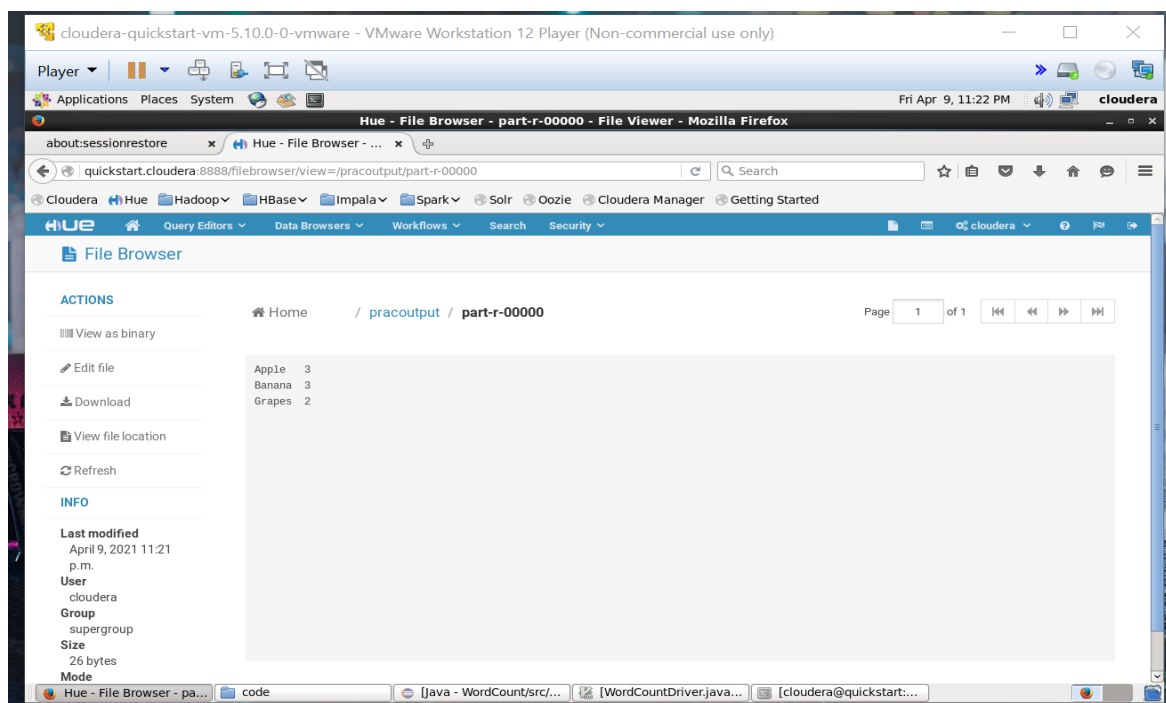 cloudera-quickstart-vm-5.10.0-0-vmware - VMware Workstation 12 Player (Non-commercial use only)
Player
Applications Places System Fri Apr 9, 11:22 PM cloudera
Hue - File Browser - part-r-00000 - File Viewer - Mozilla Firefox
about:sessionrestore Hue - File Browser - ...
quickstart.cloudera:8888/filebrowser/view=/pracoutput/part-r-00000 Search
Cloudera Hue Hadoop HBase Impala Spark Solr Oozie Cloudera Manager Getting Started
HUE Query Editors Data Browsers Workflows Search Security cloudera
File Browser
ACTIONS
Home / pracoutput / part-r-00000 Page 1 of 1
View as binary
Edit file
Download
View file location
Refresh
Apple 3
Banana 3
Grapes 2
INFO
Last modified
April 9, 2021 11:21
p.m.
User
cloudera
Group
supergroup
Size
26 bytes
Mode
Hue - File Browser - pa... code [Java - WordCount/src/... [WordCountDriver.java... [cloudera@quickstart:...